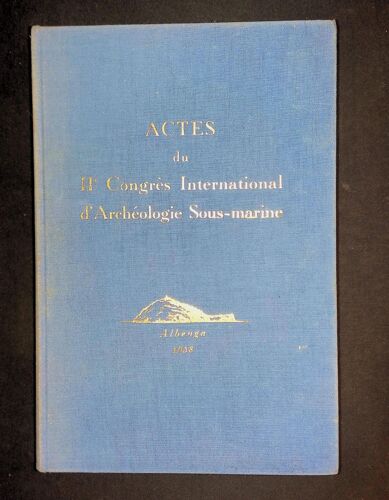 ACTES
du
IIe Congrès International
d'Archéologie Sous-marine
Albenga
1958